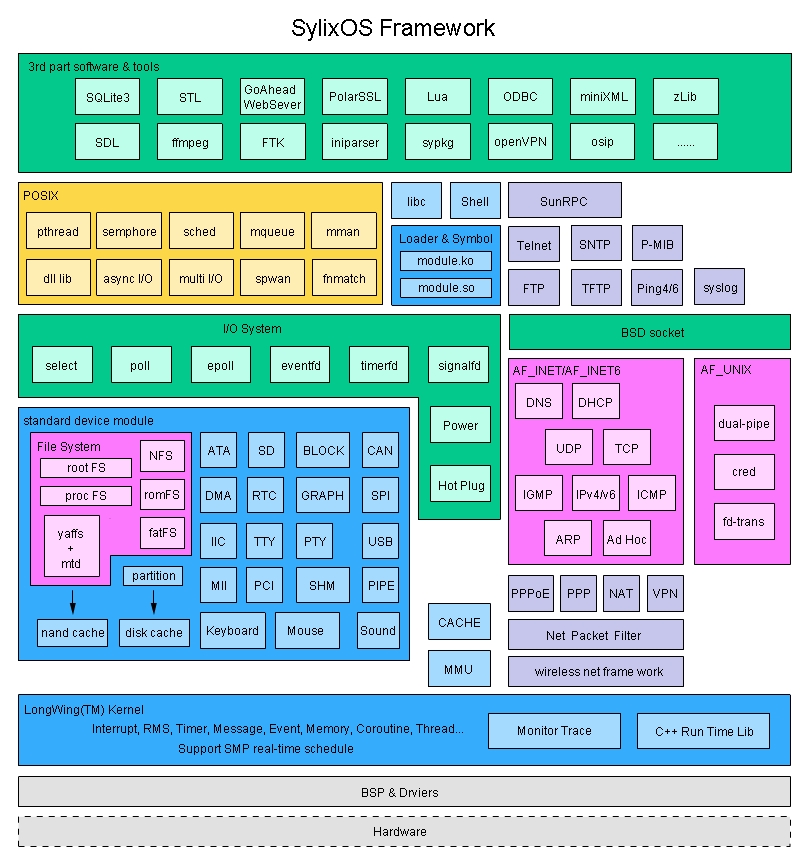 SylixOS Framework
3rd part software & tools
SQLite3
STL
GoAhead
WebSever
PolarSSL
Lua
ODBC
miniXML
zLib
SDL
ffmpeg
FTK
iniparser
sypkg
openVPN
osip
......
POSIX
pthread
semphore
sched
mqueue
mman
dll lib
async I/O
multi I/O
spwan
fnmatch
libc
Shell
Loader & Symbol
module.ko
module.so
SunRPC
Telnet
SNTP
P-MIB
FTP
TFTP
Ping4/6
syslog
I/O System
select
poll
epoll
eventfd
timerfd
signalfd
Power
Hot Plug
BSD socket
AF_INET/AF_INET6
DNS
DHCP
UDP
TCP
IGMP
IPv4/v6
ICMP
ARP
Ad Hoc
AF_UNIX
dual-pipe
cred
fd-trans
standard device module
File System
root FS
proc FS
yaffs
+
mtd
NFS
romFS
fatFS
partition
nand cache
disk cache
ATA
SD
BLOCK
CAN
DMA
RTC
GRAPH
SPI
IIC
TTY
PTY
USB
MII
PCI
SHM
PIPE
Keyboard
Mouse
Sound
CACHE
MMU
PPPoE
PPP
NAT
VPN
Net Packet Filter
wireless net frame work
LongWing(TM) Kernel
Interrupt, RMS, Timer, Message, Event, Memory, Coroutine, Thread...
Support SMP real-time schedule
Monitor Trace
C++ Run Time Lib
BSP & Drviers
Hardware